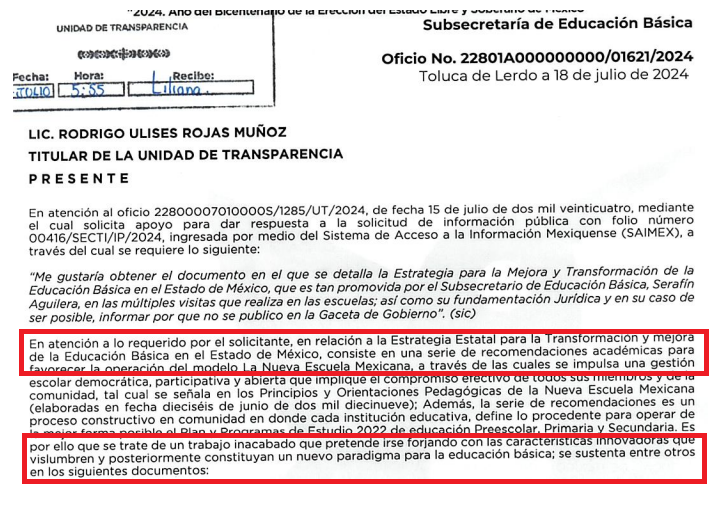 "2024. Año del Bicentenario de la Erección del Estado Libre y Soberano de México"
UNIDAD DE TRANSPARENCIA
Subsecretaría de Educación Básica
Oficio No. 22801A000000000/01621/2024
Toluca de Lerdo a 18 de julio de 2024
Fecha: Hora: Recibe:
JULIO 5:55 Liliana
LIC. RODRIGO ULISES ROJAS MUÑOZ
TITULAR DE LA UNIDAD DE TRANSPARENCIA
P R E S E N T E
En atención al oficio 22800007010000S/1285/UT/2024, de fecha 15 de julio de dos mil veinticuatro, mediante
el cual solicita apoyo para dar respuesta a la solicitud de información pública con folio número
00416/SECTI/IP/2024, ingresada por medio del Sistema de Acceso a la Información Mexiquense (SAIMEX), a
través del cual se requiere lo siguiente:
"Me gustaría obtener el documento en el que se detalla la Estrategia para la Mejora y Transformación de la
Educación Básica en el Estado de México, que es tan promovida por el Subsecretario de Educación Básica, Serafín
Aguilera, en las múltiples visitas que realiza en las escuelas; así como su fundamentación Jurídica y en su caso de
ser posible, informar por que no se publico en la Gaceta de Gobierno". (sic)
En atención a lo requerido por el solicitante, en relación a la Estrategia Estatal para la Transformación y mejora
de la Educación Básica en el Estado de México, consiste en una serie de recomendaciones académicas para
favorecer la operación del modelo La Nueva Escuela Mexicana, a través de las cuales se impulsa una gestión
escolar democrática, participativa y abierta que implique el compromiso efectivo de todos sus miembros y de la
comunidad, tal cual se señala en los Principios y Orientaciones Pedagógicas de la Nueva Escuela Mexicana
(elaboradas en fecha dieciséis de junio de dos mil diecinueve); Además, la serie de recomendaciones es un
proceso constructivo en comunidad en donde cada institución educativa, define lo procedente para operar de
la mejor forma posible el Plan y Programas de Estudio 2022 de educación Preescolar, Primaria y Secundaria. Es
por ello que se trate de un trabajo inacabado que pretende irse forjando con las características innovadoras que
vislumbren y posteriormente constituyan un nuevo paradigma para la educación básica; se sustenta entre otros
en los siguientes documentos: